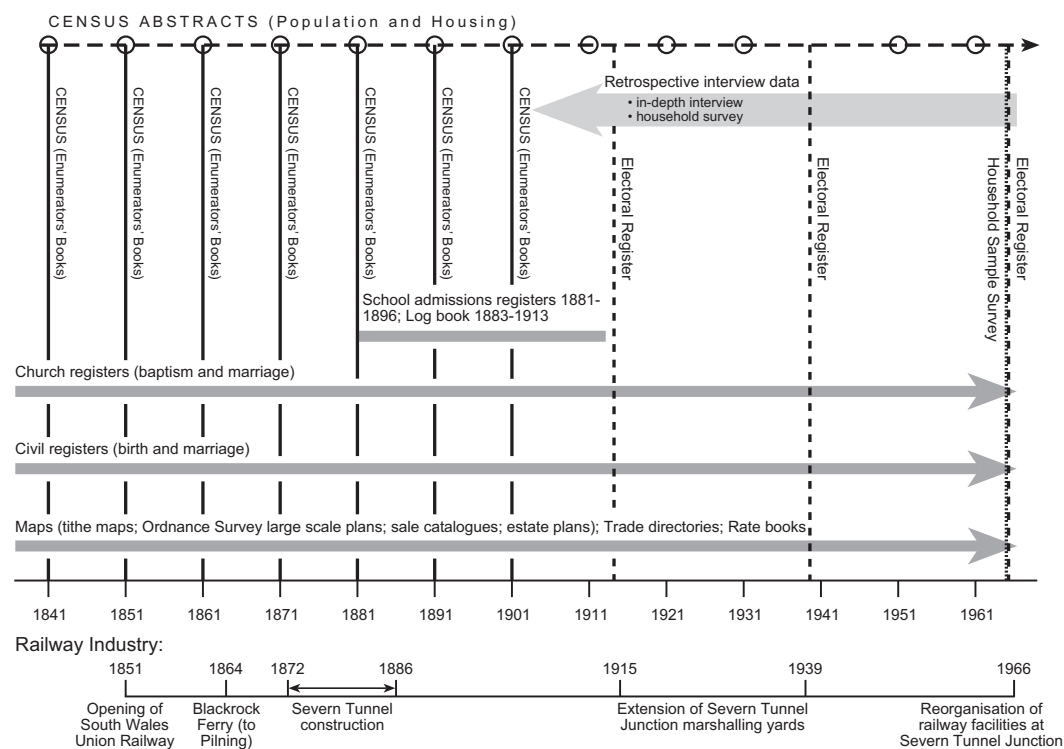 CENSUS ABSTRACTS (Population and Housing)
Retrospective interview data
• in-depth interview
• household survey
CENSUS (Enumerators' Books)
CENSUS (Enumerators' Books)
CENSUS (Enumerators' Books)
CENSUS (Enumerators' Books)
CENSUS (Enumerators' Books)
CENSUS (Enumerators' Books)
CENSUS (Enumerators' Books)
Electoral Register
Electoral Register
Household Sample Survey
Electoral Register
School admissions registers 1881-
1896; Log book 1883-1913
Church registers (baptism and marriage)
Civil registers (birth and marriage)
Maps (tithe maps; Ordnance Survey large scale plans; sale catalogues; estate plans); Trade directories; Rate books
1841 1851 1861 1871 1881 1891 1901 1911 1921 1931 1941 1951 1961
Railway Industry:
1851 1864 1872 1886 1915 1939 1966
Opening of
South Wales
Union Railway
Blackrock
Ferry (to
Pilning)
Severn Tunnel
construction
Extension of Severn Tunnel
Junction marshalling yards
Reorganisation of
railway facilities at
Severn Tunnel Junction